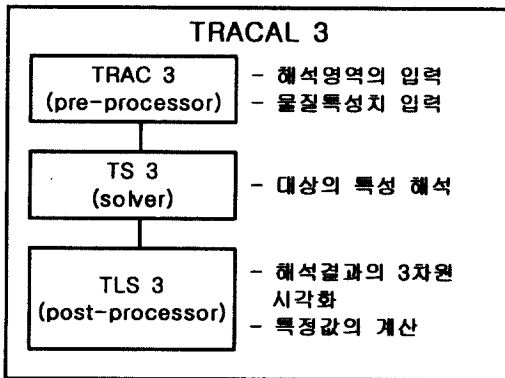 TRACAL 3
TRAC 3
(pre-processor)
- 해석영역의 입력
- 물질특성치 입력
TS 3
(solver)
- 대상의 특성 해석
TLS 3
(post-processor)
- 해석결과의 3차원
시각화
- 특정값의 계산